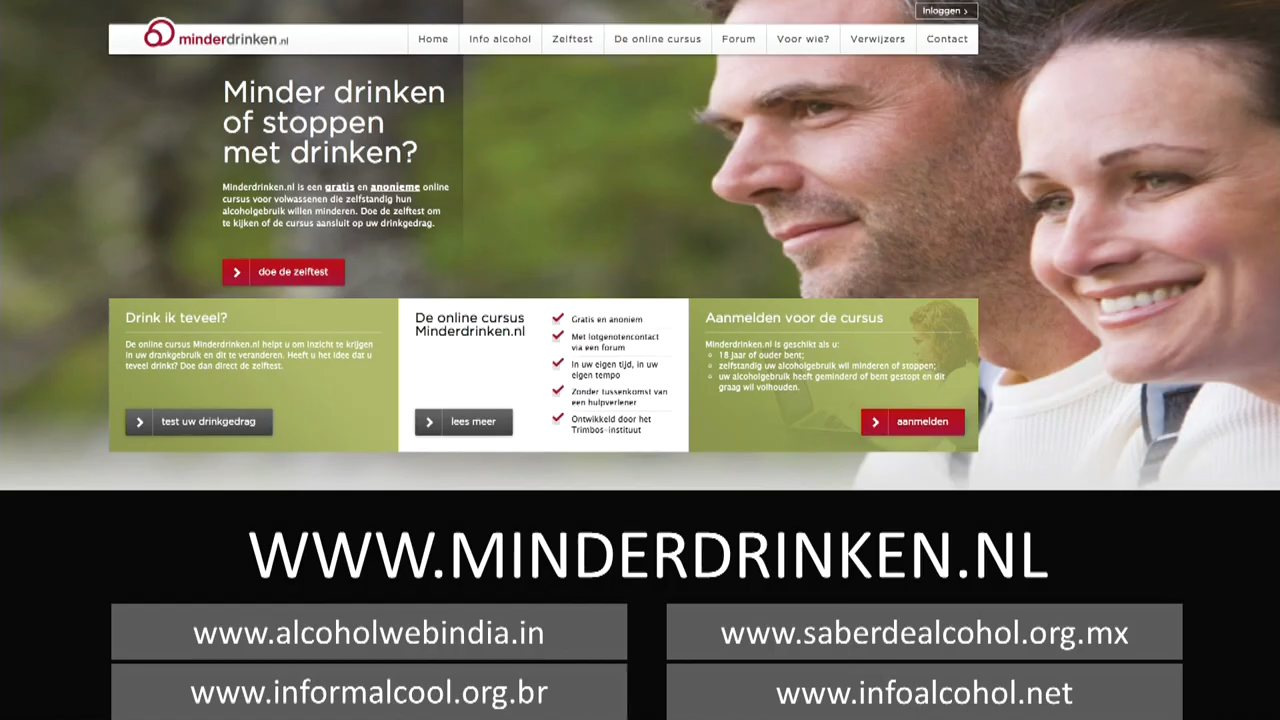 Inloggen >
minderdrinken.nl
Home Info alcohol Zelftest De online cursus Forum Voor wie? Verwijzers Contact
Minder drinken
of stoppen
met drinken?
Minderdrinken.nl is een gratis en anonieme online
cursus voor volwassenen die zelfstandig hun
alcoholgebruik willen minderen. Doe de zelftest om
te kijken of de cursus aansluit op uw drinkgedrag.
doe de zelftest
Drink ik teveel?
De online cursus Minderdrinken.nl helpt u om inzicht te krijgen
in uw drankgebruik en dit te veranderen. Heeft u het idee dat u
teveel drinkt? Doe dan direct de zelftest.
test uw drinkgedrag
De online cursus
Minderdrinken.nl
Gratis en anoniem
Met lotgenotencontact
via een forum
In uw eigen tijd, in uw
eigen tempo
Zonder tussenkomst van
een hulpverlener
Ontwikkeld door het
Trimbos-instituut
lees meer
Aanmelden voor de cursus
Minderdrinken.nl is geschikt als u:
18 jaar of ouder bent;
zelfstandig uw alcoholgebruik wil minderen of stoppen;
uw alcoholgebruik heeft geminderd of bent gestopt en dit
graag wil volhouden.
aanmelden
WWW.MINDERDRINKEN.NL
www.alcoholwebindia.in
www.saberdealcohol.org.mx
www.informalcool.org.br
www.infoalcohol.net